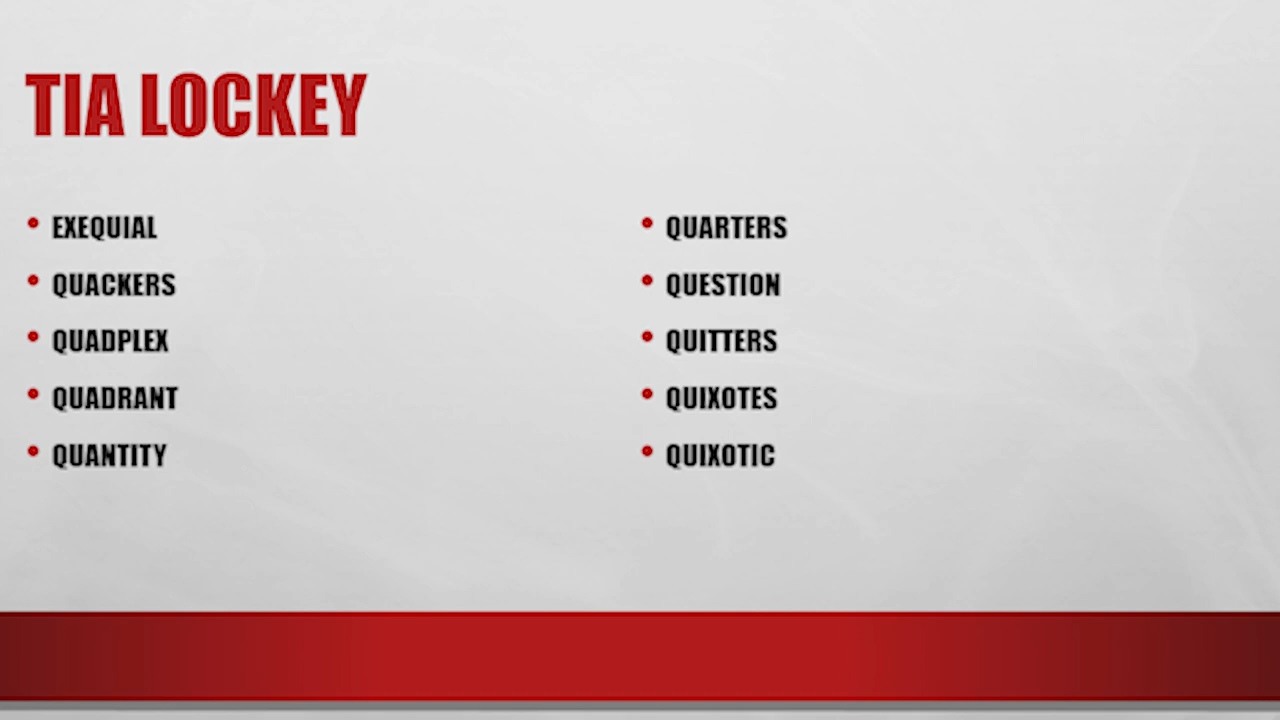 TIA LOCKEY
• EXEQUIAL
• QUACKERS
• QUADPLEX
• QUADRANT
• QUANTITY
• QUARTERS
• QUESTION
• QUITTERS
• QUIXOTES
• QUIXOTIC